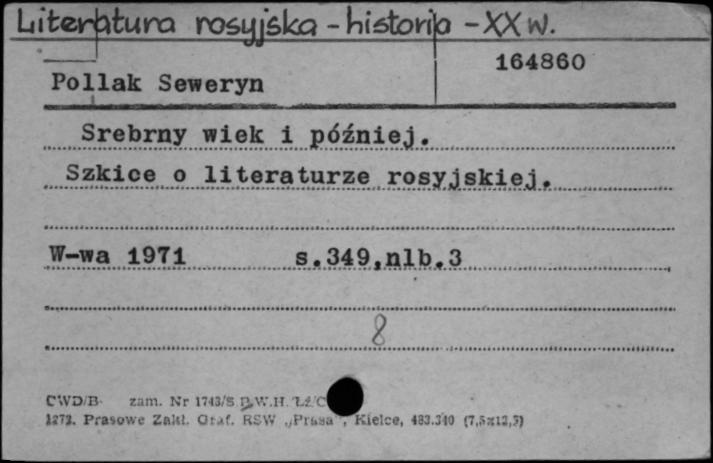 Literatura rosyjska - historia - XX w.
164860
Pollak Seweryn
Srebrny wiek i później.
Szkice o literaturze rosyjskiej.
W-wa 1971 s.349,nlb.3
8
CWD/B- zam. Nr 1743/S P.W.H.
1273. Prasowe Zakł. Graf. RSW „Prasa", Kielce, 483.340 (7,5x12,5)